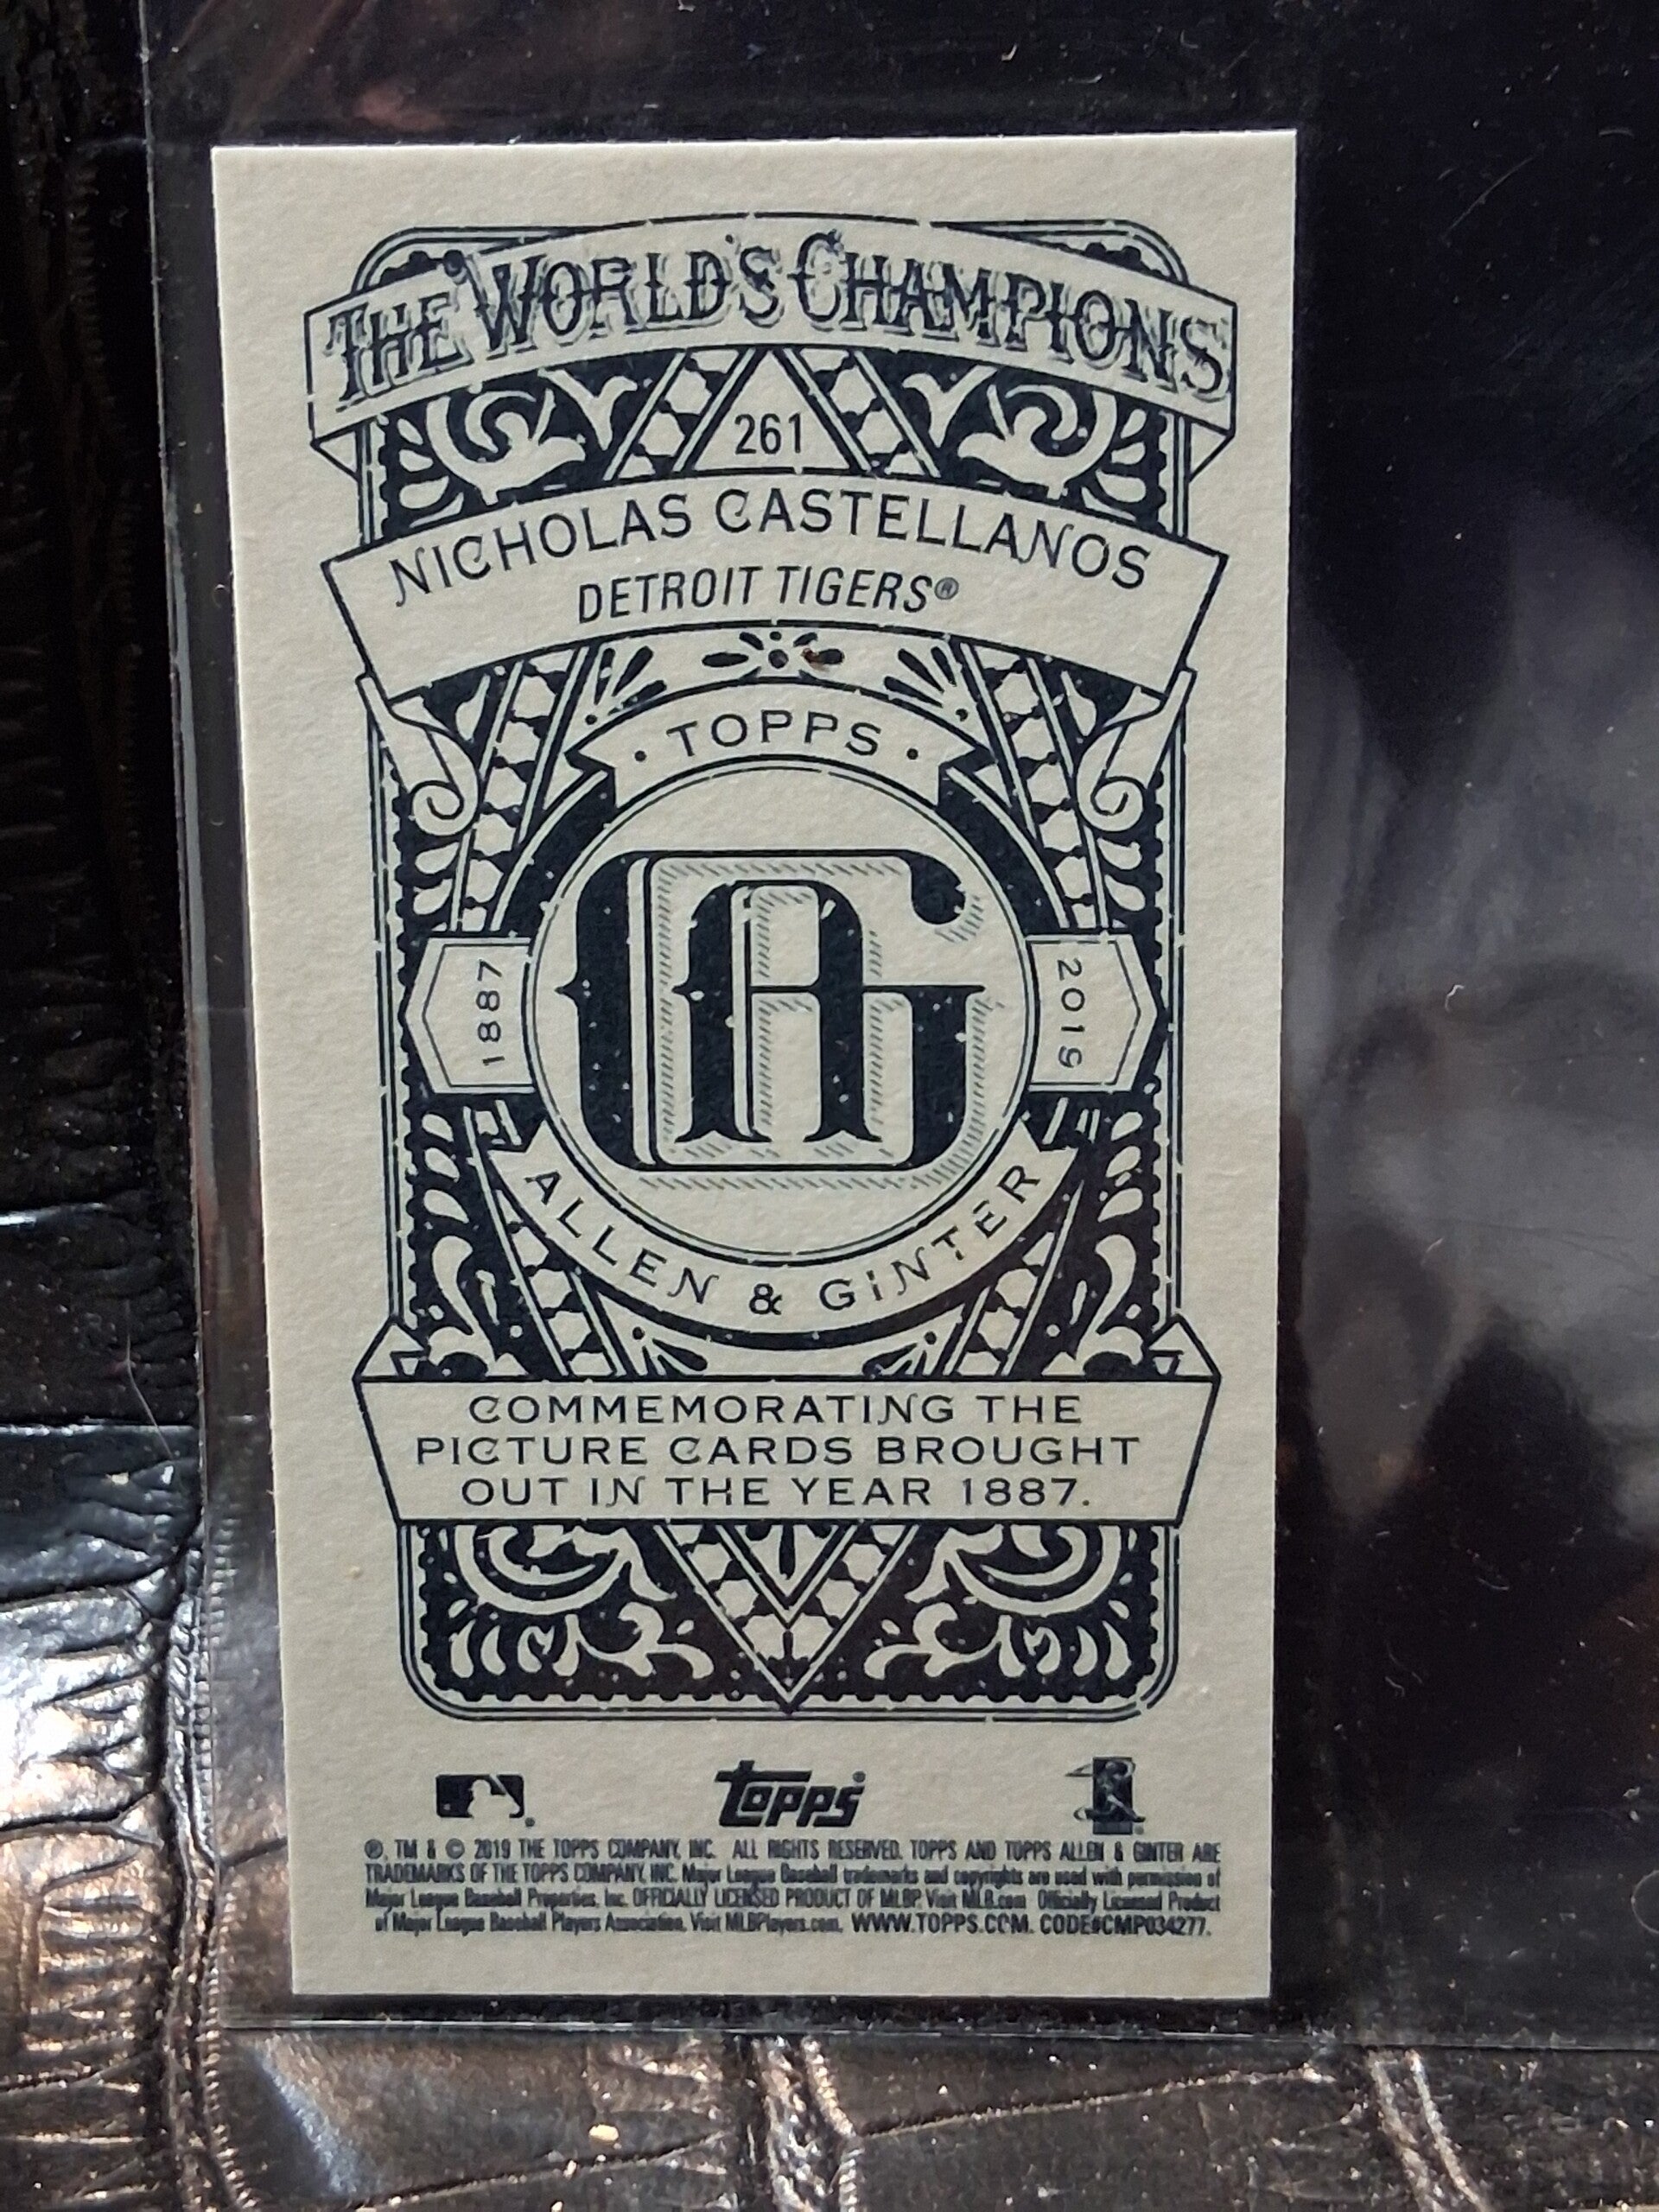 THE WORLD'S CHAMPIONS
261
NICHOLAS CASTELLANOS
DETROIT TIGERS®
· TOPPS ·
AG
1887
2019
ALLEN & GINTER
COMMEMORATING THE
PICTURE CARDS BROUGHT
OUT IN THE YEAR 1887.
topps®
®, TM & © 2019 THE TOPPS COMPANY, INC. ALL RIGHTS RESERVED. TOPPS AND TOPPS ALLEN & GINTER ARE
TRADEMARKS OF THE TOPPS COMPANY, INC. Major League Baseball trademarks and copyrights are used with permission of
Major League Baseball Properties, Inc. OFFICIALLY LICENSED PRODUCT OF MLBP. Visit MLB.com Officially Licensed Product
of Major League Baseball Players Association. Visit MLBPlayers.com. WWW.TOPPS.COM. CODE#CMP034277.